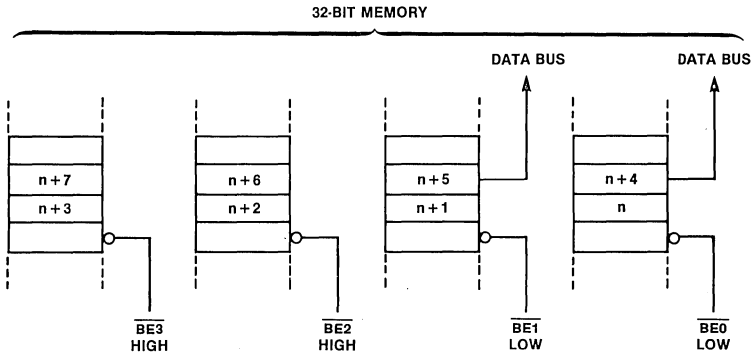 32-BIT MEMORY
DATA BUS DATA BUS
n+7 n+6 n+5 n+4
n+3 n+2 n+1 n
BE3 BE2 BE1 BE0
HIGH HIGH LOW LOW